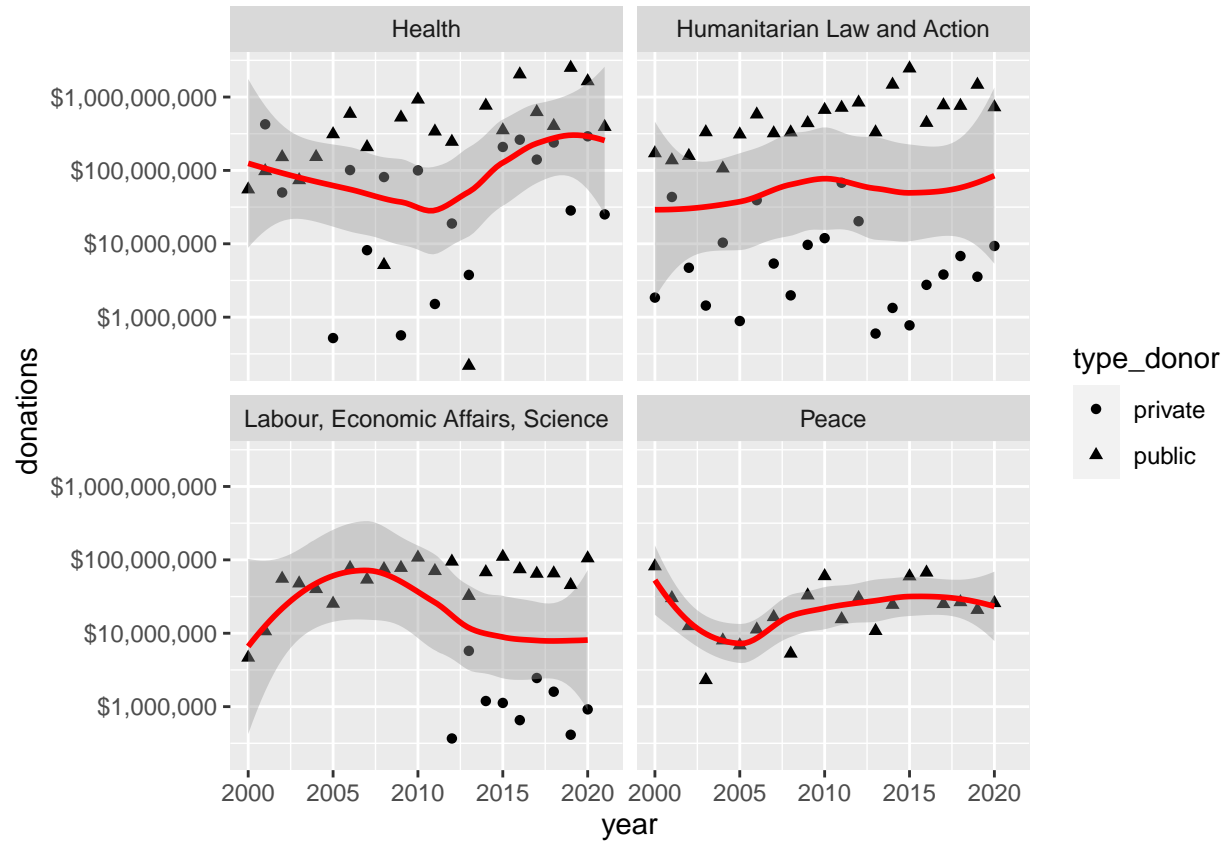 Health
Humanitarian Law and Action
$1,000,000,000
$100,000,000
$10,000,000
$1,000,000
Labour, Economic Affairs, Science
Peace
$1,000,000,000
$100,000,000
$10,000,000
$1,000,000
donations
2000 2005 2010 2015 2020
2000 2005 2010 2015 2020
year
type_donor
private
public